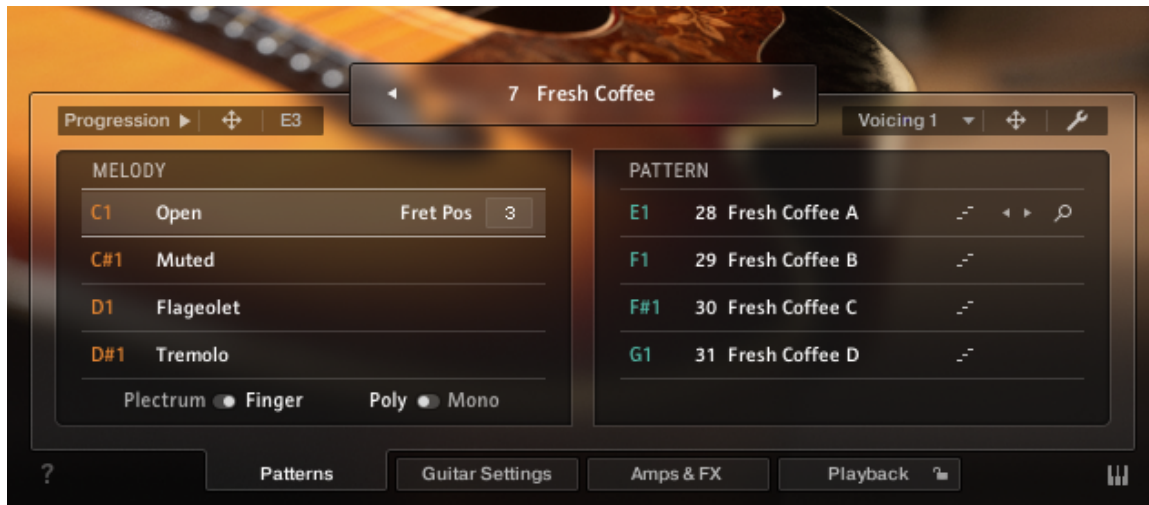 7 Fresh Coffee
Progression E3
Voicing 1
MELODY
C1 Open Fret Pos 3
C#1 Muted
D1 Flageolet
D#1 Tremolo
Plectrum Finger Poly Mono
PATTERN
E1 28 Fresh Coffee A
F1 29 Fresh Coffee B
F#1 30 Fresh Coffee C
G1 31 Fresh Coffee D
? Patterns Guitar Settings Amps & FX Playback